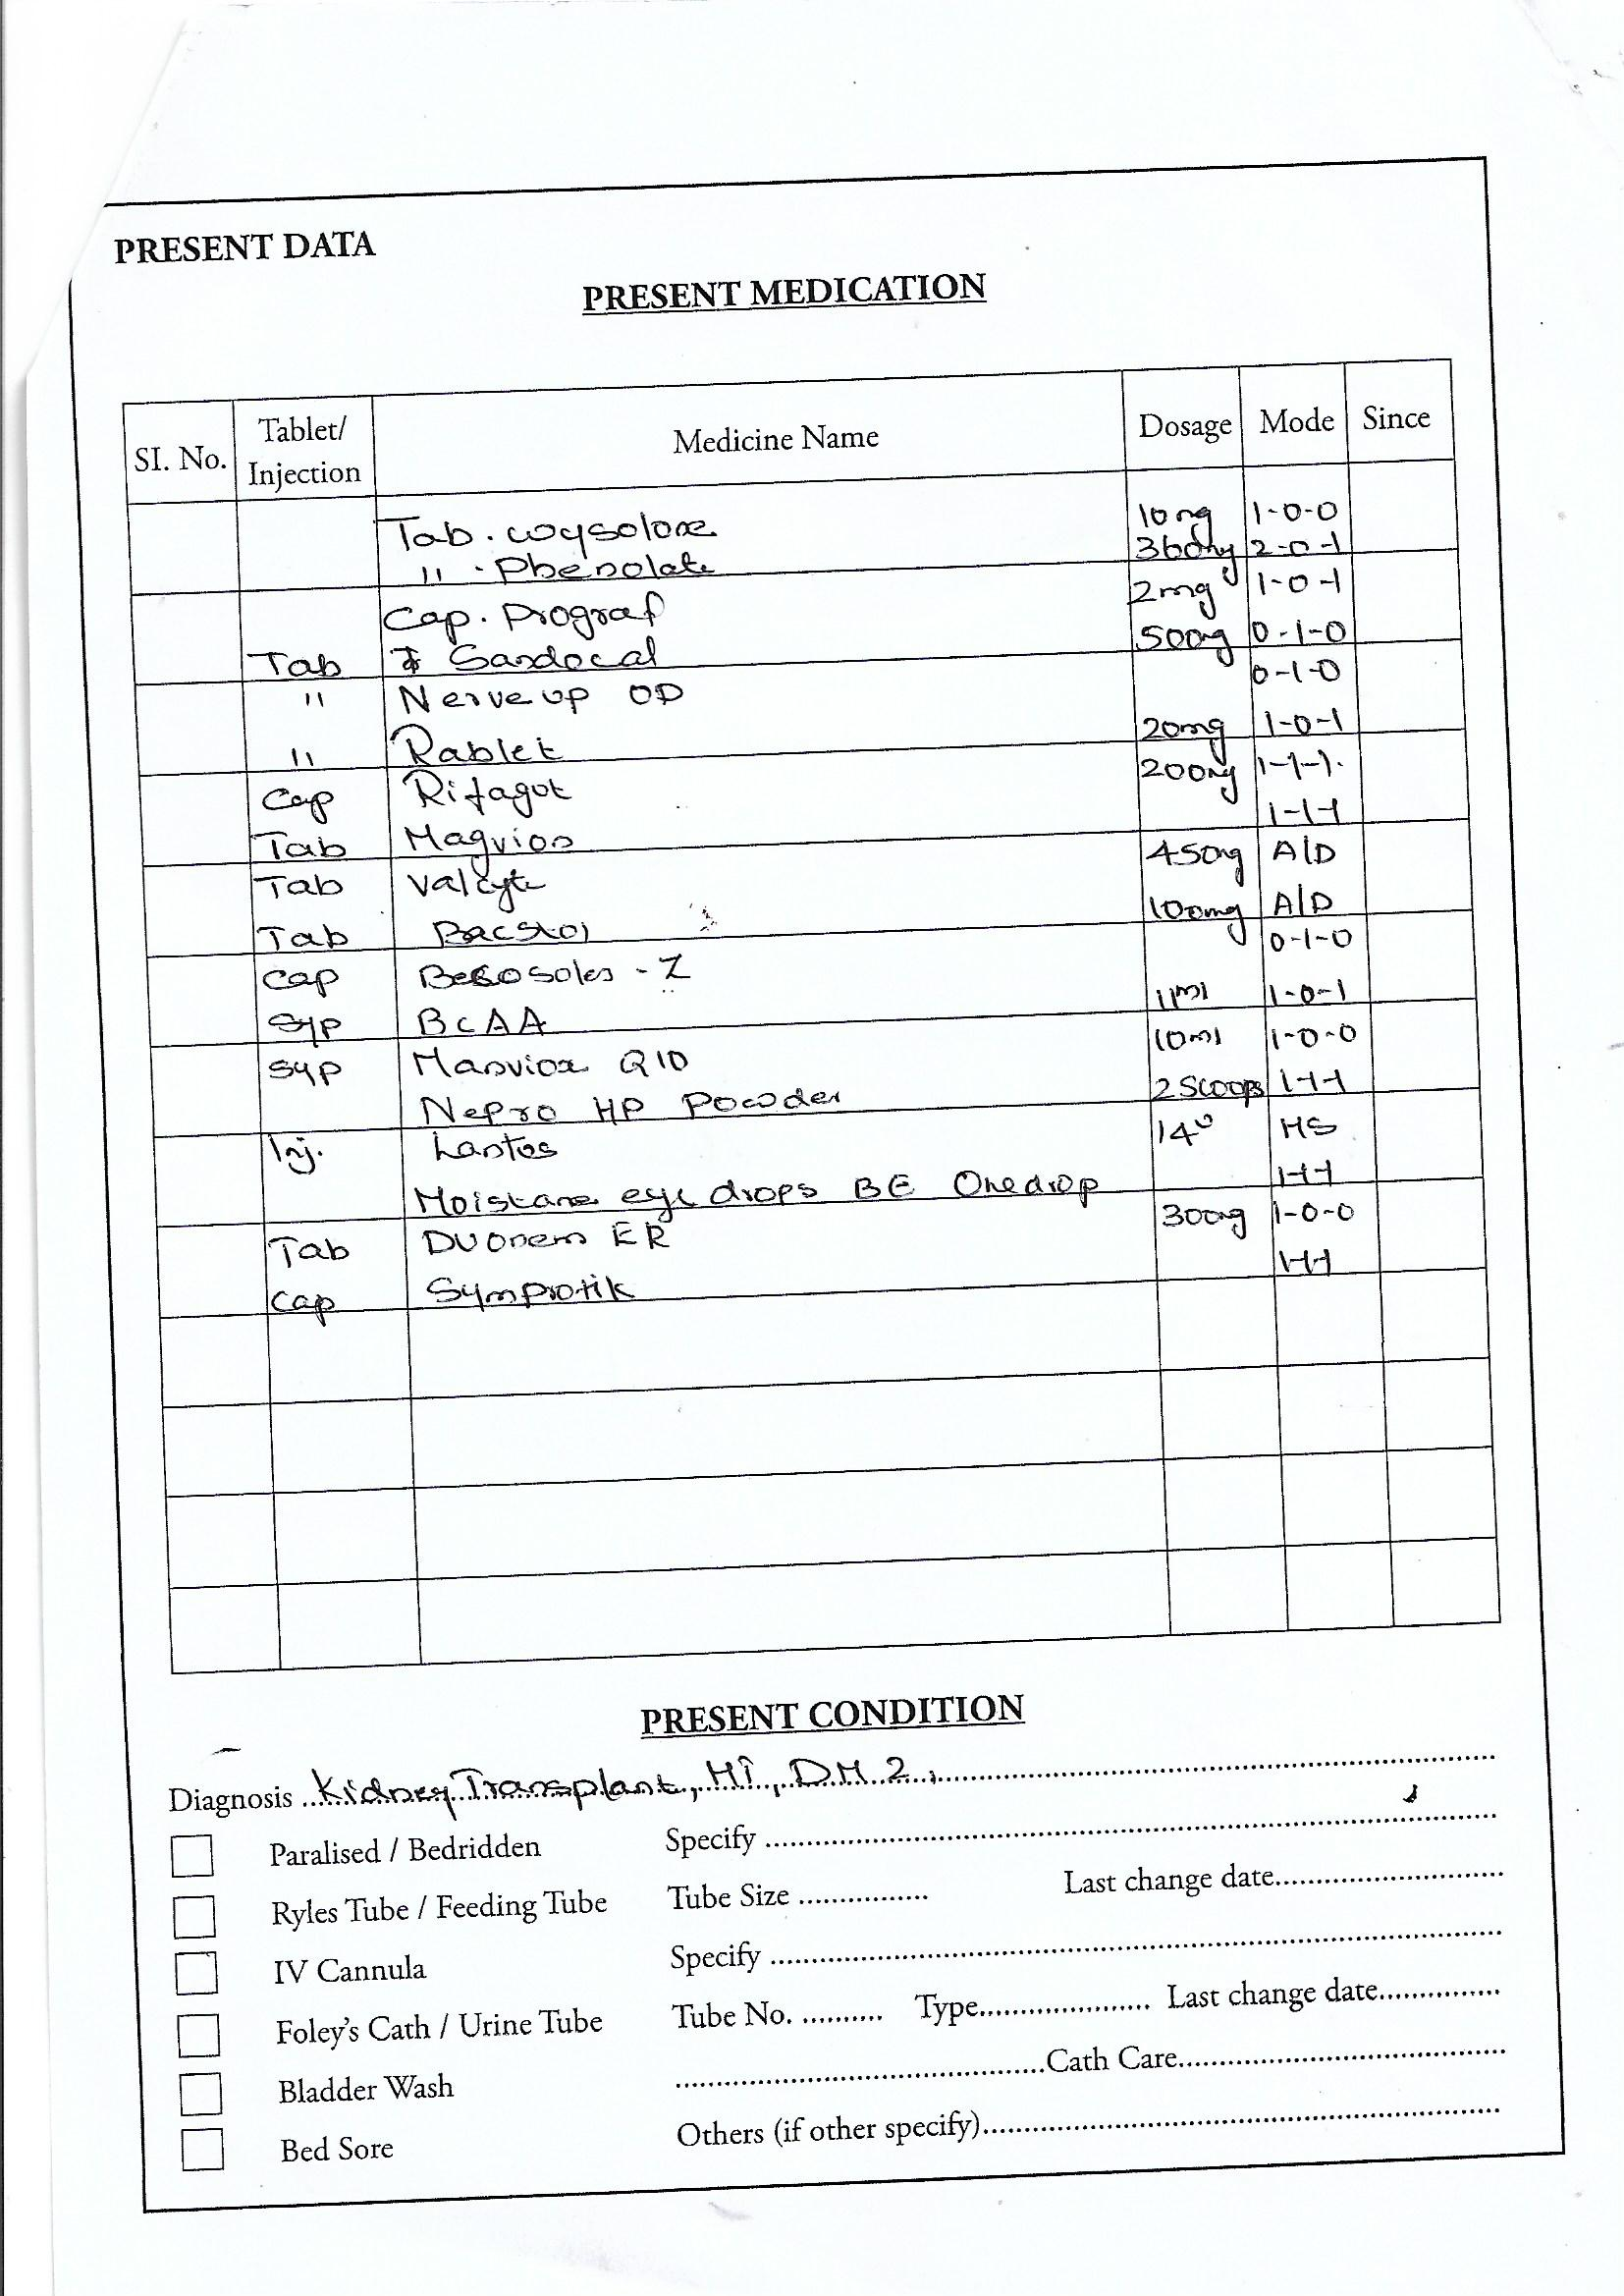 PRESENT DATA
PRESENT MEDICATION
SI. No. Tablet/ Injection Medicine Name Dosage Mode Since
Tab. Wysolone 10mg 1-0-0
" . Phenolate 360mg 2-0-1
Cap. Prograf 2mg 1-0-1
Tab Sandocal 500mg 0-1-0
" Nerveup OD 0-1-0
" Rablet 20mg 1-0-1
Cap Rifagut 200mg 1-1-1.
Tab Magvion 1-1-1
Tab Valcyte 450mg A/D
Tab 100mg A/D
Cap - Z 0-1-0
Syp BCAA 1-0-1
Syp Q10 10ml 1-0-0
Nepro HP Powder 2 Scoops 1-1-1
Inj. Lantos 14U HS
Moistane eye drops BE One drop 1-1-1
Tab Duonem ER 300mg 1-0-0
Cap Symprotik 1-1-1
PRESENT CONDITION
Diagnosis Kidney Transplant, , DM 2,
Paralised / Bedridden Specify
Ryles Tube / Feeding Tube Tube Size Last change date
IV Cannula Specify
Foley's Cath / Urine Tube Tube No. Type Last change date
Bladder Wash Cath Care
Bed Sore Others (if other specify)